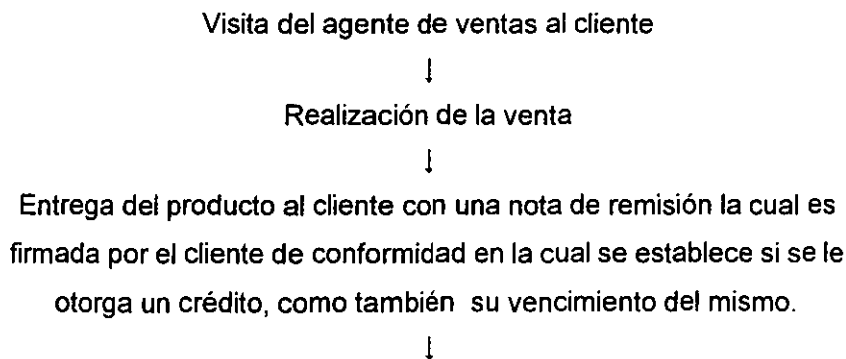 Visita del agente de ventas al cliente
↓
Realización de la venta
↓
Entrega del producto al cliente con una nota de remisión la cual es
firmada por el cliente de conformidad en la cual se establece si se le
otorga un crédito, como también su vencimiento del mismo.
↓